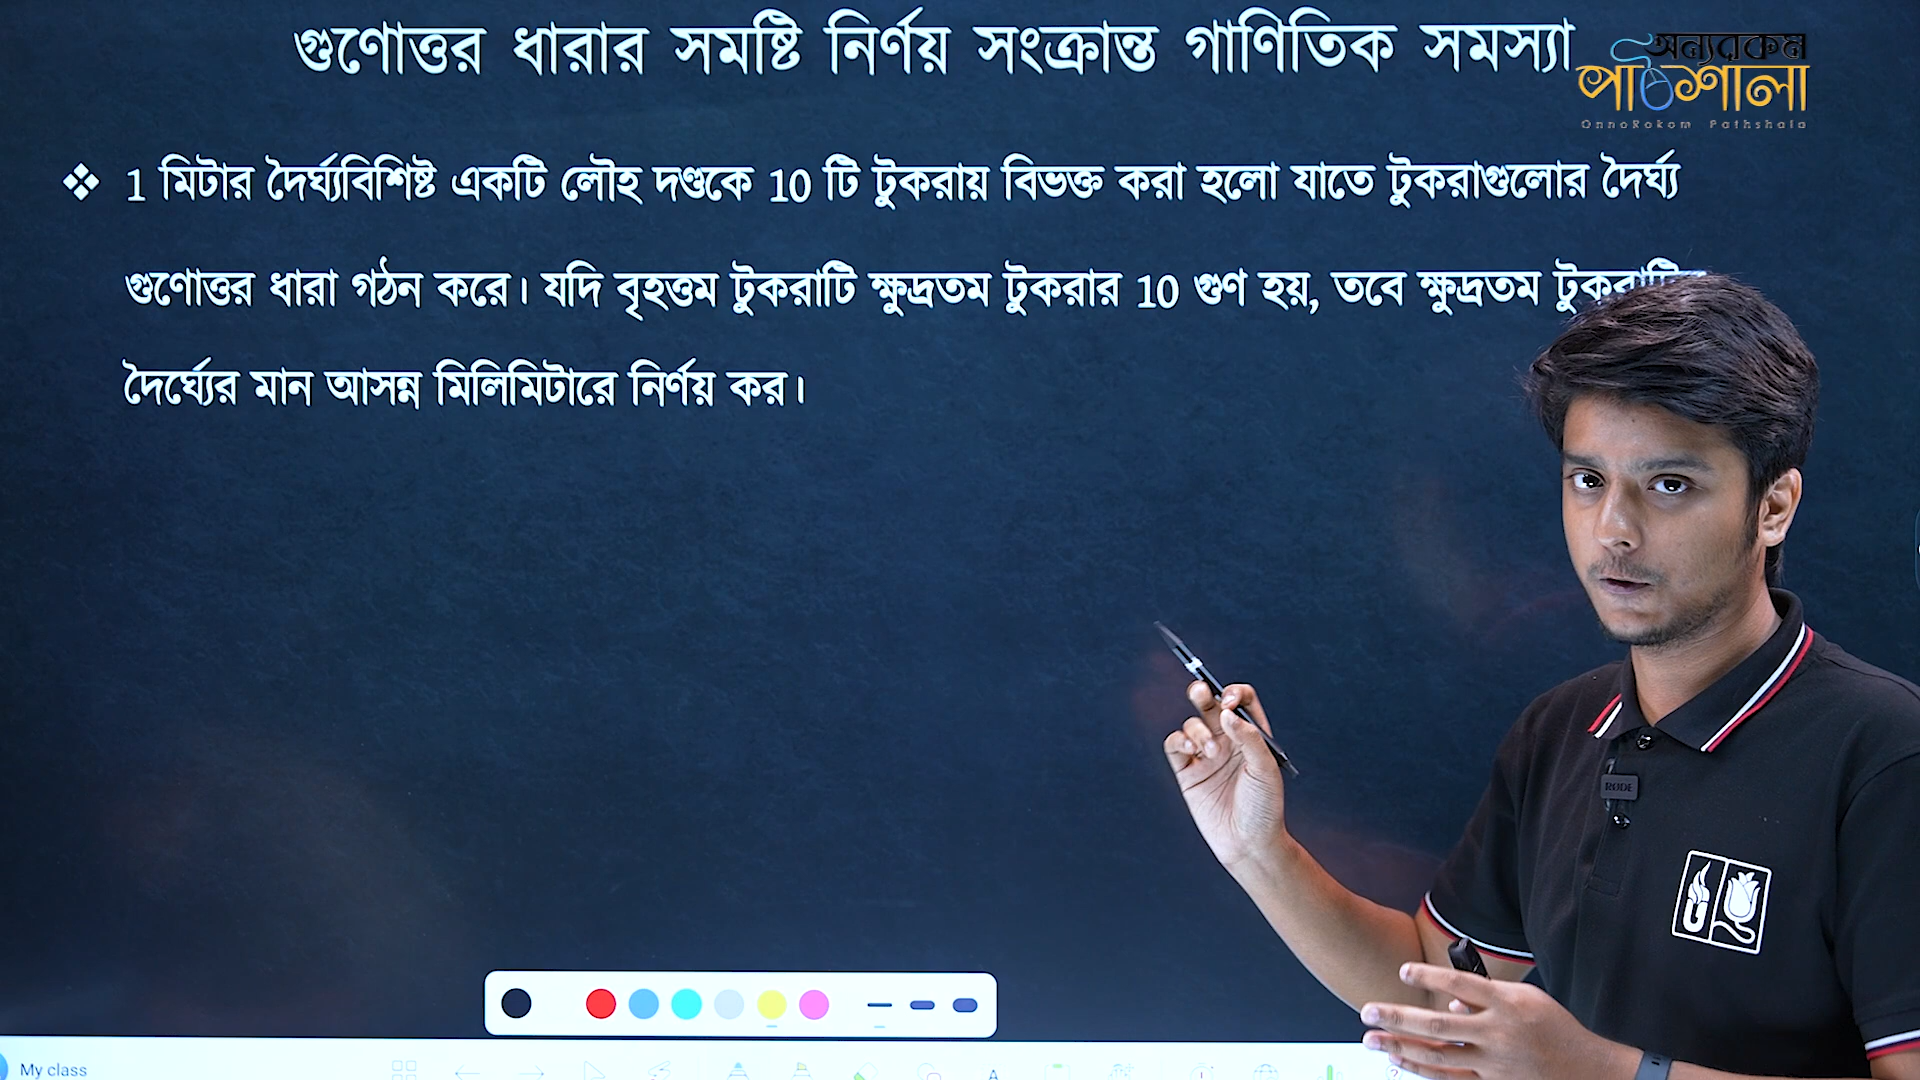 গুণোত্তর ধারার সমষ্টি নির্ণয় সংক্রান্ত গাণিতিক সমস্যা
অন্যরকম
পাঠশালা
OnnoRokom Pathshala
❖ 1 মিটার দৈর্ঘ্যবিশিষ্ট একটি লৌহ দণ্ডকে 10 টি টুকরায় বিভক্ত করা হলো যাতে টুকরাগুলোর দৈর্ঘ্য
গুণোত্তর ধারা গঠন করে। যদি বৃহত্তম টুকরাটি ক্ষুদ্রতম টুকরার 10 গুণ হয়, তবে ক্ষুদ্রতম
দৈর্ঘ্যের মান আসন্ন মিলিমিটারে নির্ণয় কর।
RODE
My class